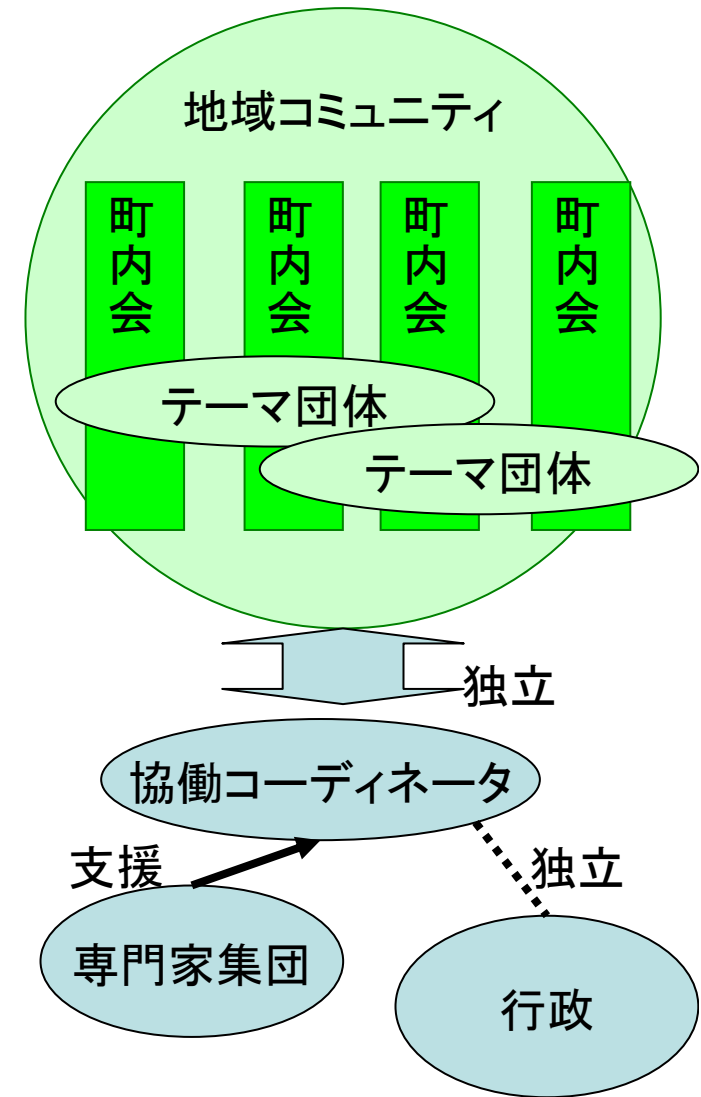 地域コミュニティ
町内会
町内会
町内会
町内会
テーマ団体
テーマ団体
独立
協働コーディネータ
支援
独立
専門家集団
行政